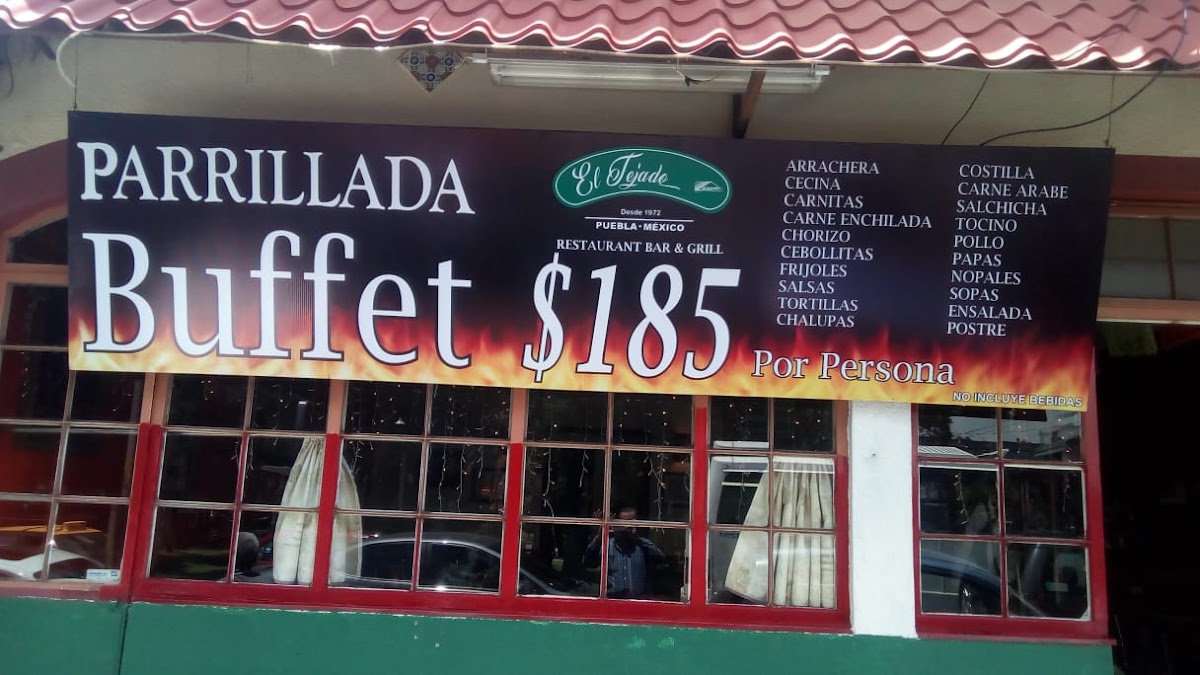 PARRILLADA
Buffet $185
Por Persona
El Tejado
Desde 1972
PUEBLA • MÉXICO
RESTAURANT BAR & GRILL
ARRACHERA
CECINA
CARNITAS
CARNE ENCHILADA
CHORIZO
CEBOLLITAS
FRIJOLES
SALSAS
TORTILLAS
CHALUPAS
COSTILLA
CARNE ARABE
SALCHICHA
TOCINO
POLLO
PAPAS
NOPALES
SOPAS
ENSALADA
POSTRE
NO INCLUYE BEBIDAS